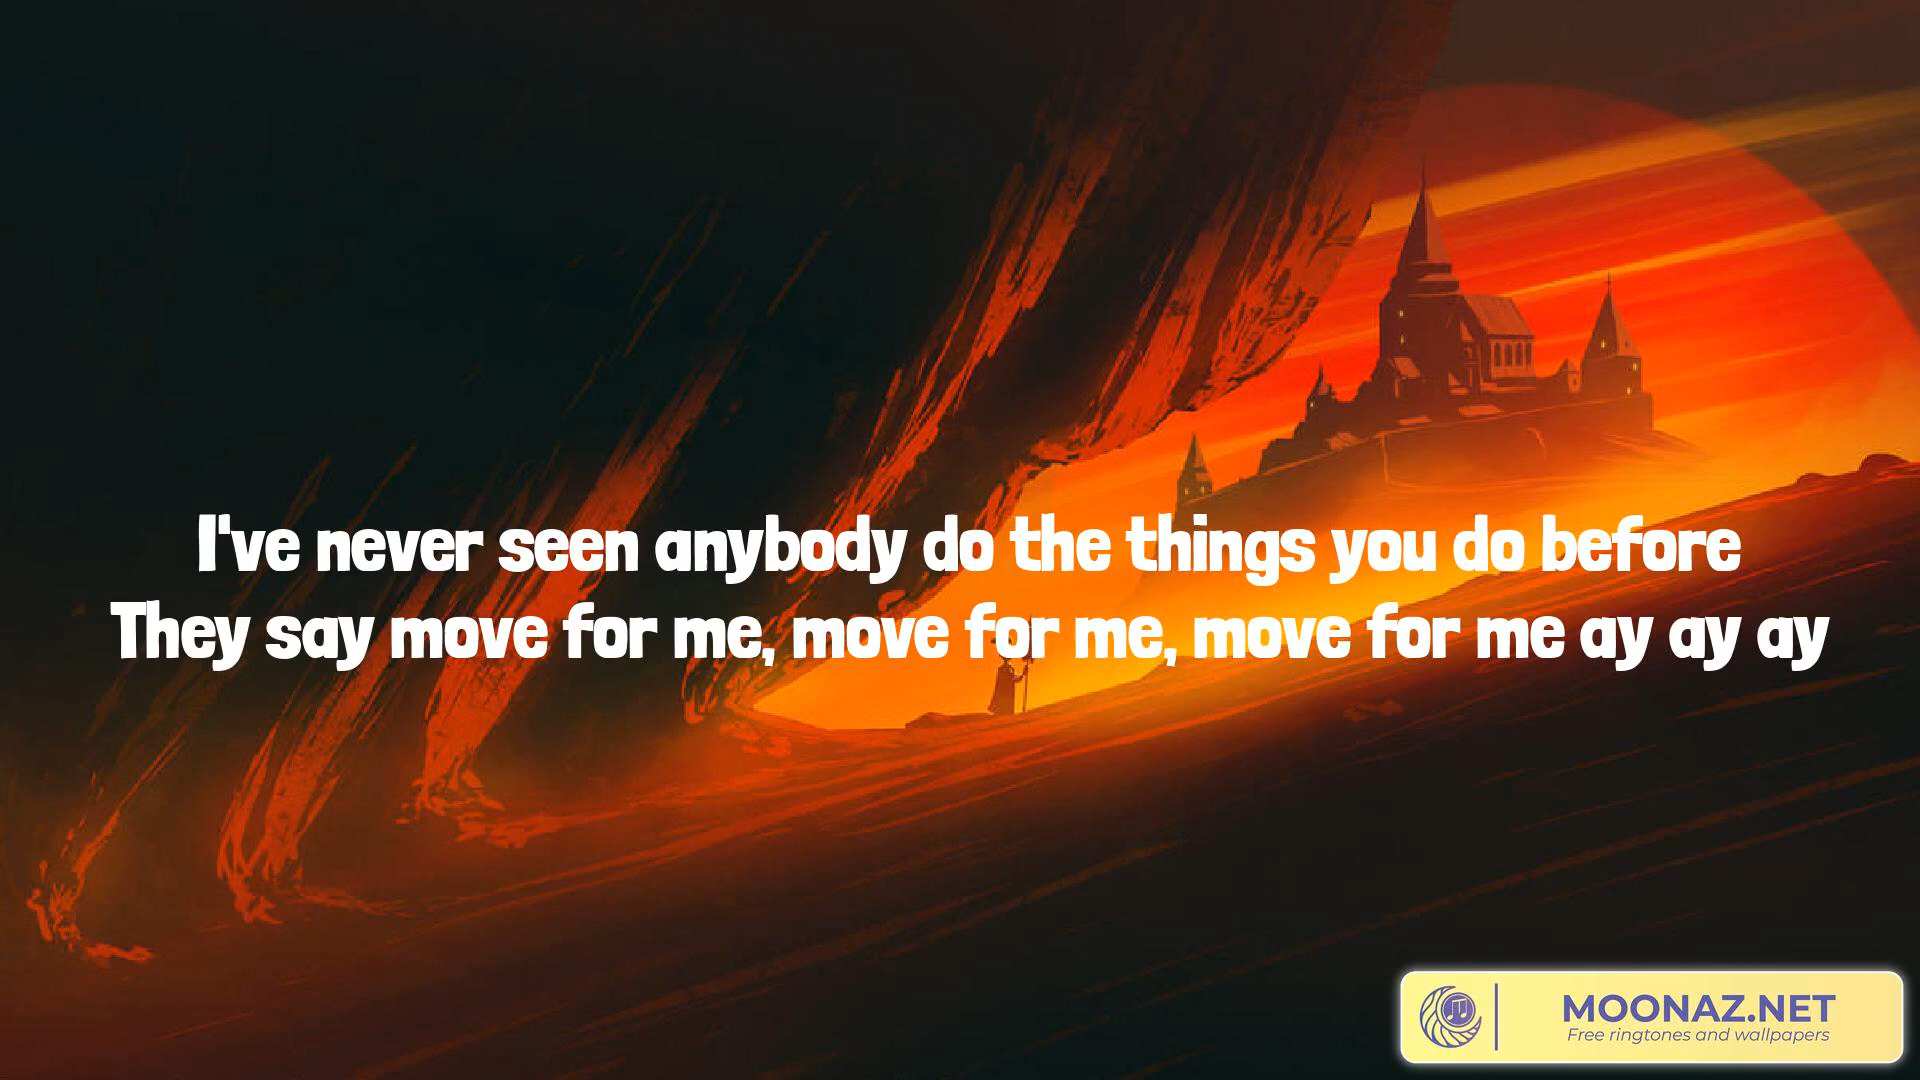 I've never seen anybody do the things you do before
They say move for me, move for me, move for me ay ay ay
MOONAZ.NET
Free ringtones and wallpapers